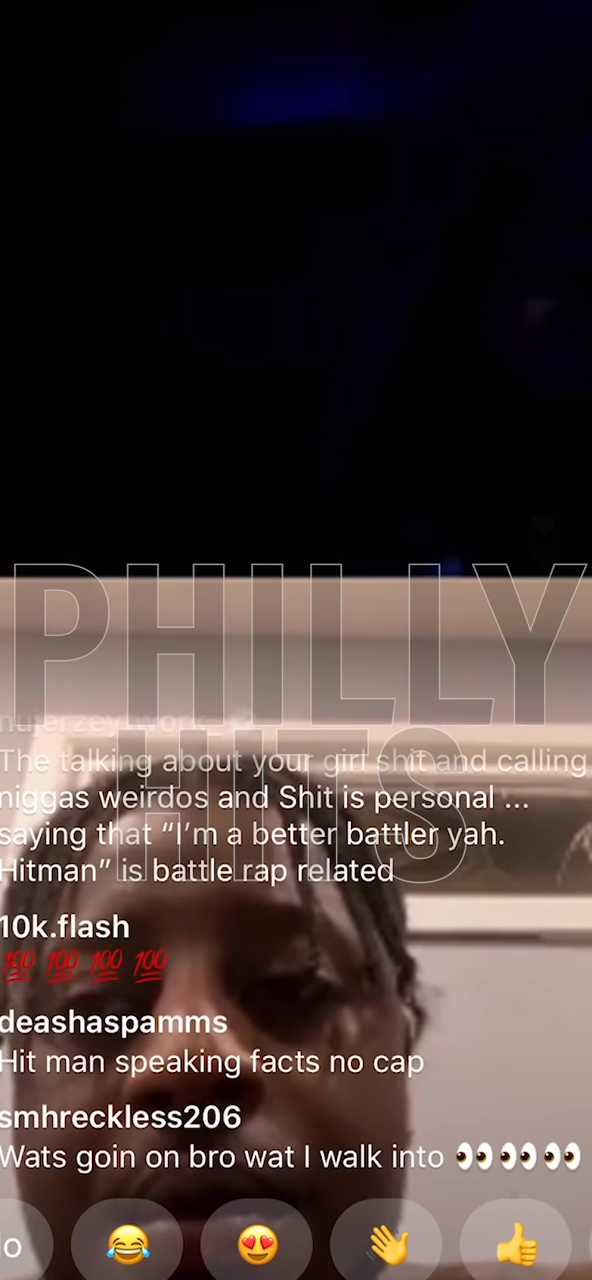 PHILLY
HITS
The talking about your girl shit and calling
niggas weirdos and Shit is personal ...
saying that “I’m a better battler yah.
Hitman” is battle rap related
10k.flash
💯 💯 💯 💯
deashaspamms
Hit man speaking facts no cap
smhreckless206
Wats goin on bro wat I walk into 👀👀👀
lo
😂 😍 👋 👍